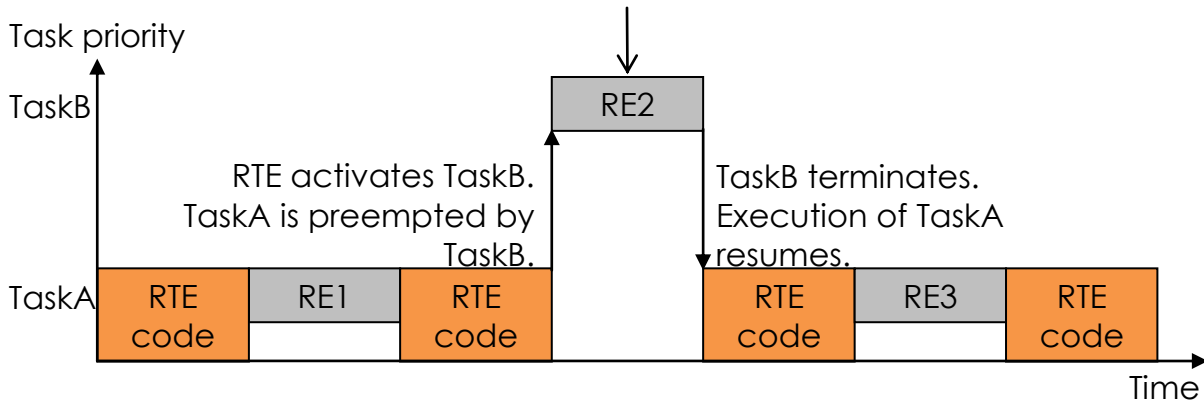 Task priority
TaskB
RE2
RTE activates TaskB.
TaskA is preempted by
TaskB.
TaskB terminates.
Execution of TaskA
resumes.
TaskA
RTE
code
RE1
RTE
code
RTE
code
RE3
RTE
code
Time